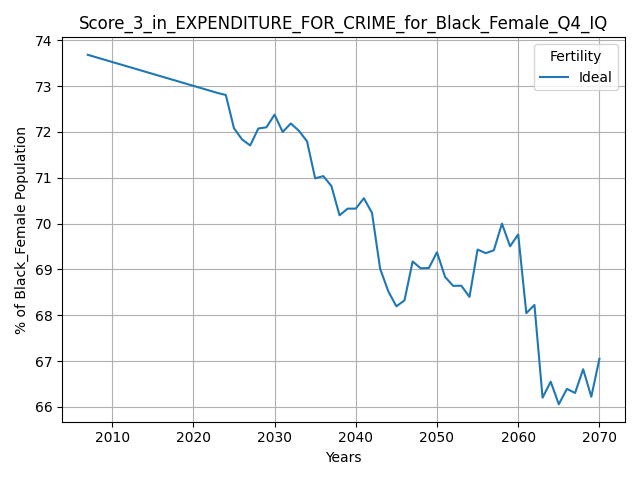 Score_3_in_EXPENDITURE_FOR_CRIME_for_Black_Female_Q4_IQ
Fertility
Ideal
% of Black_Female Population
74
73
72
71
70
69
68
67
66
2010 2020 2030 2040 2050 2060 2070
Years